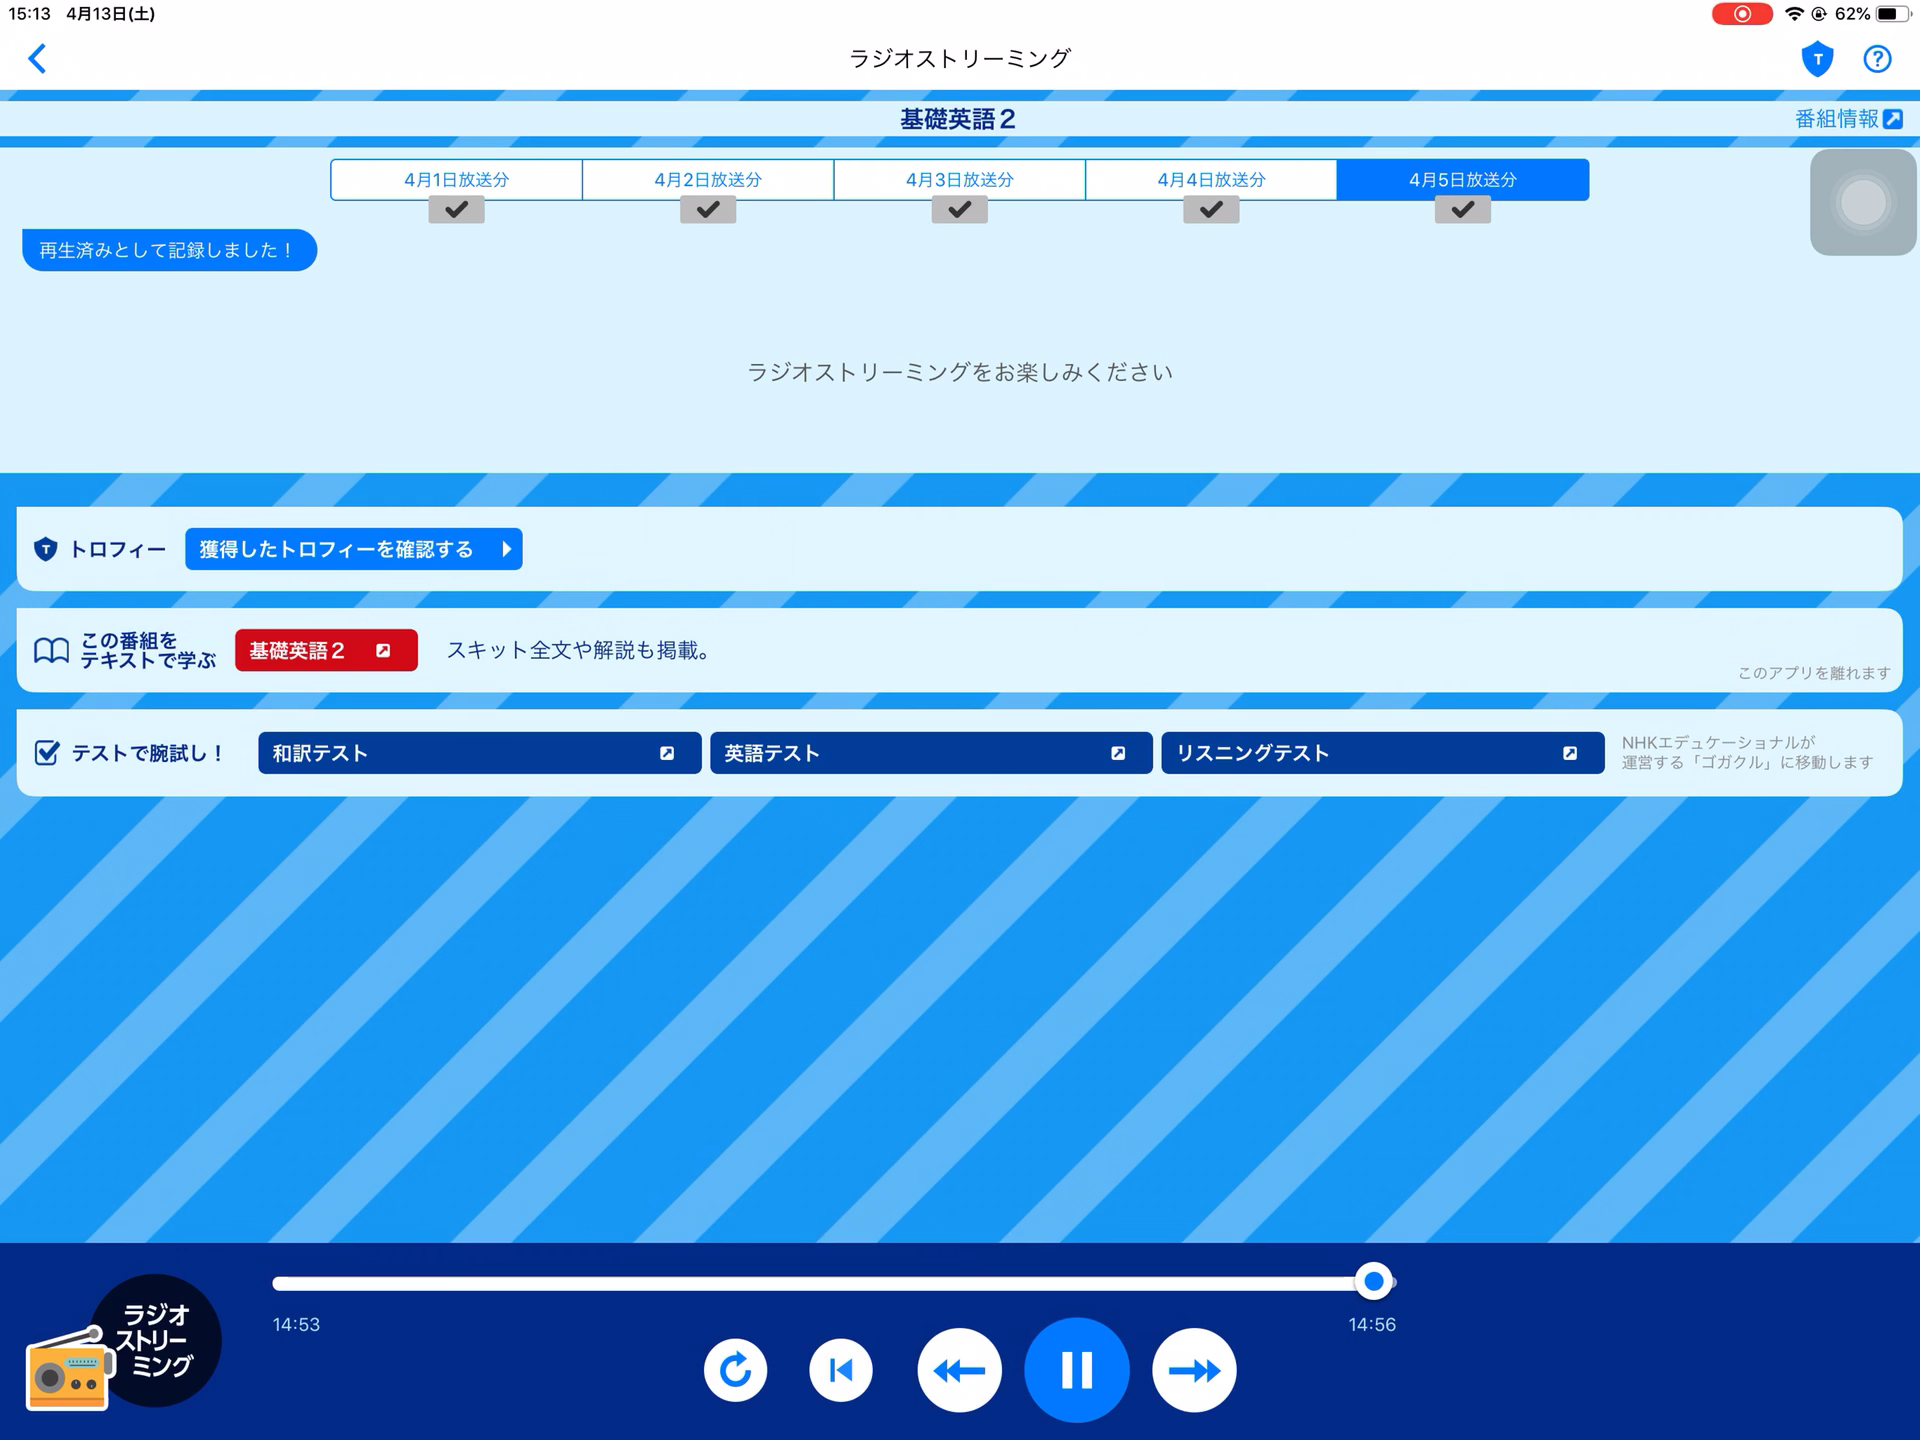 15:13 4月13日(土) 62%
ラジオストリーミング
T
?
基礎英語2
番組情報
4月1日放送分 4月2日放送分 4月3日放送分 4月4日放送分 4月5日放送分
再生済みとして記録しました！
ラジオストリーミングをお楽しみください
T トロフィー 獲得したトロフィーを確認する
この番組を
テキストで学ぶ
基礎英語2
スキット全文や解説も掲載。
このアプリを離れます
テストで腕試し！ 和訳テスト 英語テスト リスニングテスト
NHKエデュケーショナルが
運営する「ゴガクル」に移動します
ラジオ
ストリー
ミング
14:53 14:56